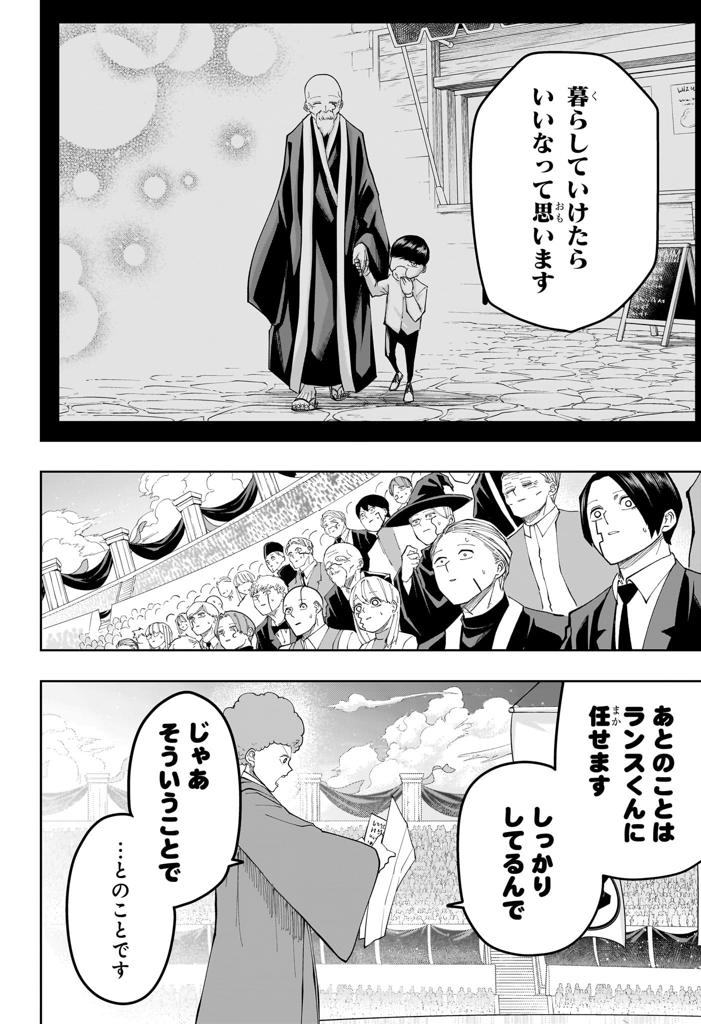 暮らしていけたら
いいなって思います
あとのことは
ランスくんに
任せます
しっかり
してるんで
じゃあ
そういうことで
…とのことです